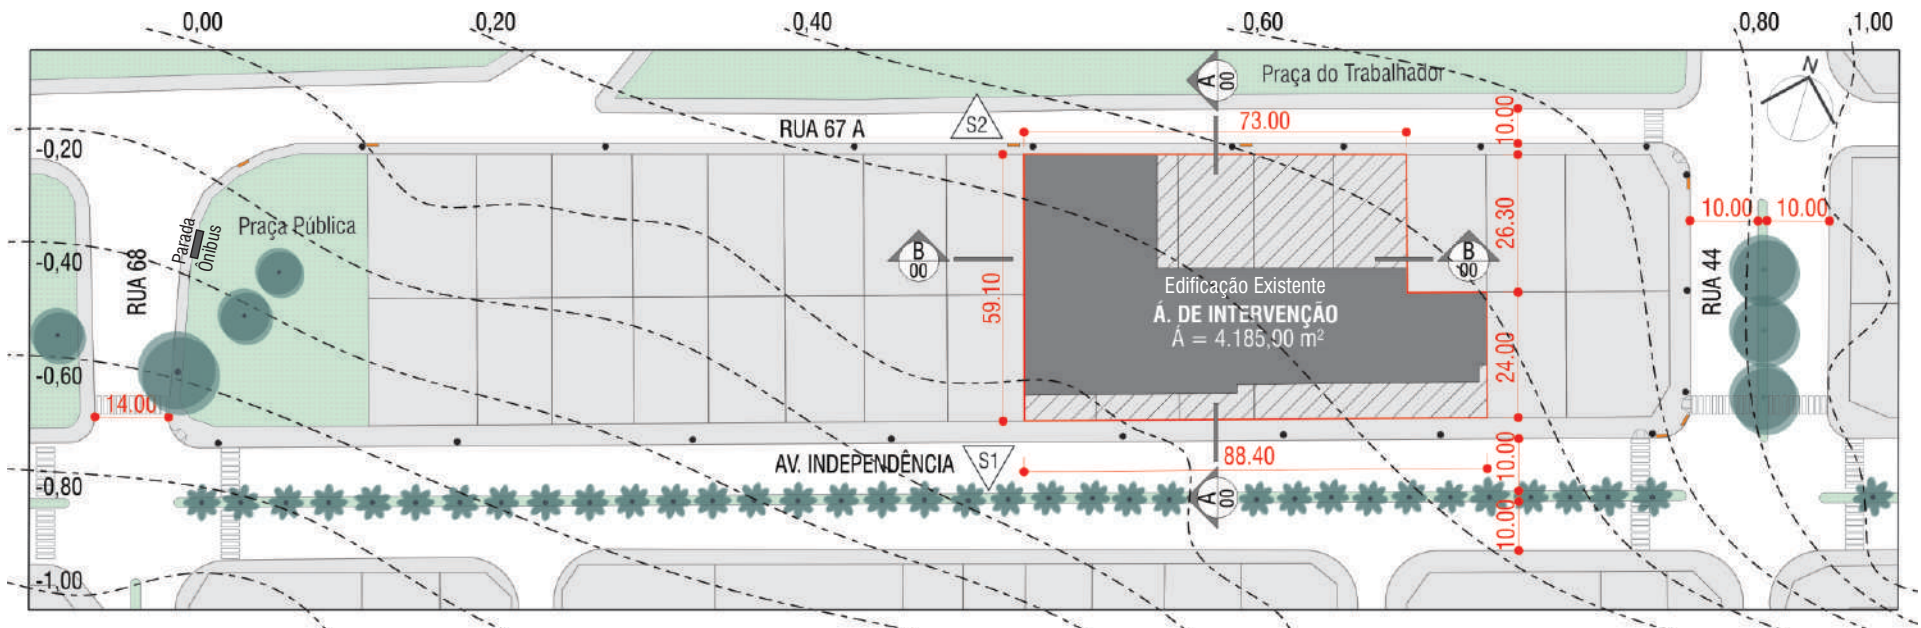 0,00
0,20
0,40
0,60
0,80
1,00
Praça do Trabalhador
N
A
00
10.00
73.00
RUA 67 A
S2
-0,20
Praça Pública
Parada
Ônibus
RUA 68
-0,40
B
00
B
00
59.10
26.30
10.00
10.00
RUA 44
Edificação Existente
Á. DE INTERVENÇÃO
Á = 4.185,00 m²
24.00
-0,60
14.00
AV. INDEPENDÊNCIA
S1
88.40
10.00
-0,80
A
00
10.00
-1,00